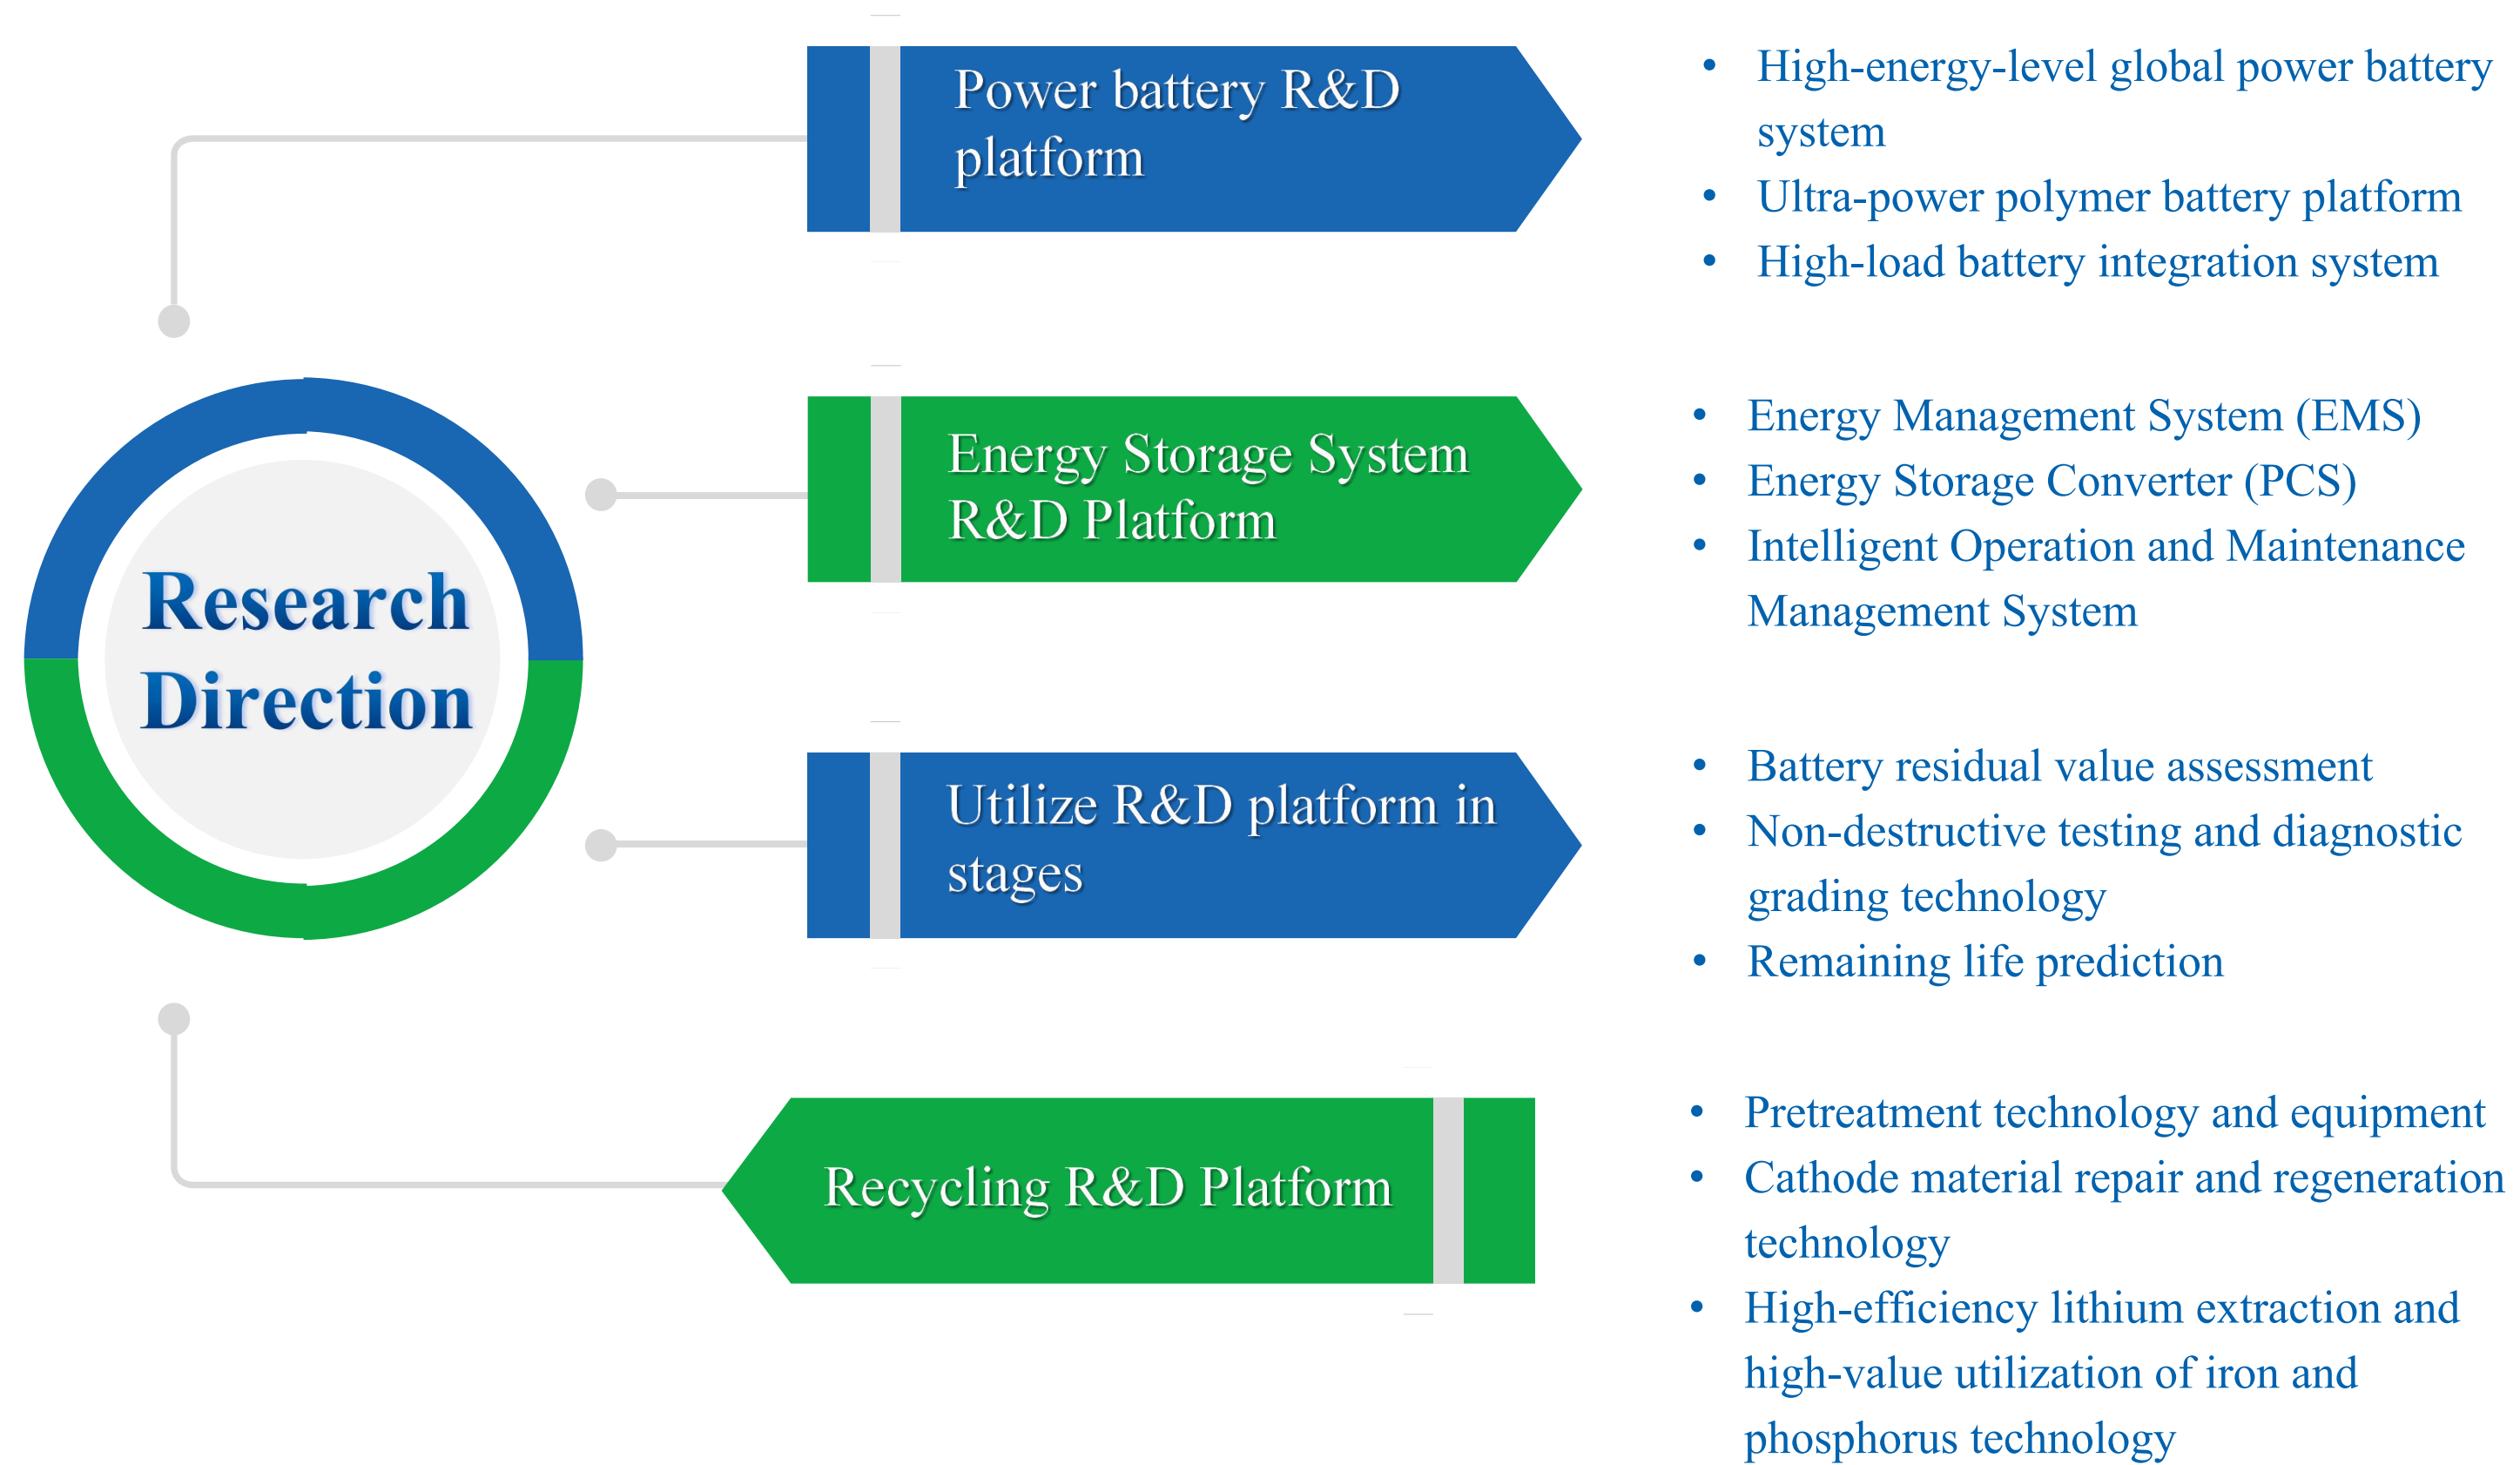 Research
Direction
Power battery R&D
platform
• High-energy-level global power battery
system
• Ultra-power polymer battery platform
• High-load battery integration system
Energy Storage System
R&D Platform
• Energy Management System (EMS)
• Energy Storage Converter (PCS)
• Intelligent Operation and Maintenance
Management System
Utilize R&D platform in
stages
• Battery residual value assessment
• Non-destructive testing and diagnostic
grading technology
• Remaining life prediction
Recycling R&D Platform
• Pretreatment technology and equipment
• Cathode material repair and regeneration
technology
• High-efficiency lithium extraction and
high-value utilization of iron and
phosphorus technology